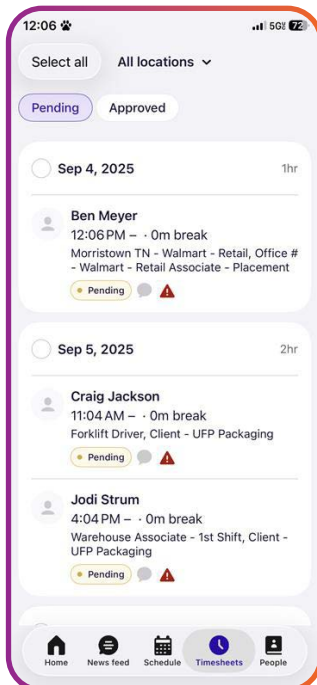 12:06
5G
72
Select all All locations
Pending Approved
Sep 4, 2025 1hr
Ben Meyer
12:06 PM – · 0m break
Morristown TN - Walmart - Retail, Office #
- Walmart - Retail Associate - Placement
Pending
Sep 5, 2025 2hr
Craig Jackson
11:04 AM – · 0m break
Forklift Driver, Client - UFP Packaging
Pending
Jodi Strum
4:04 PM – · 0m break
Warehouse Associate - 1st Shift, Client -
UFP Packaging
Pending
Home News feed Schedule Timesheets People